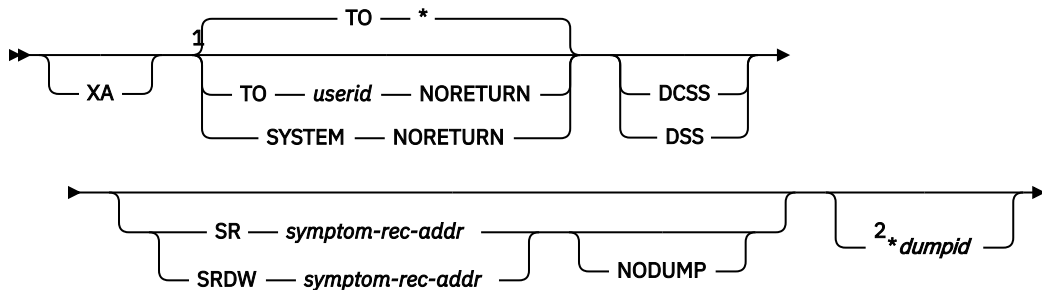 TO *
1
XA TO userid NORETURN DCSS
SYSTEM NORETURN DSS
SR symptom-rec-addr 2 *dumpid
SRDW symptom-rec-addr NODUMP